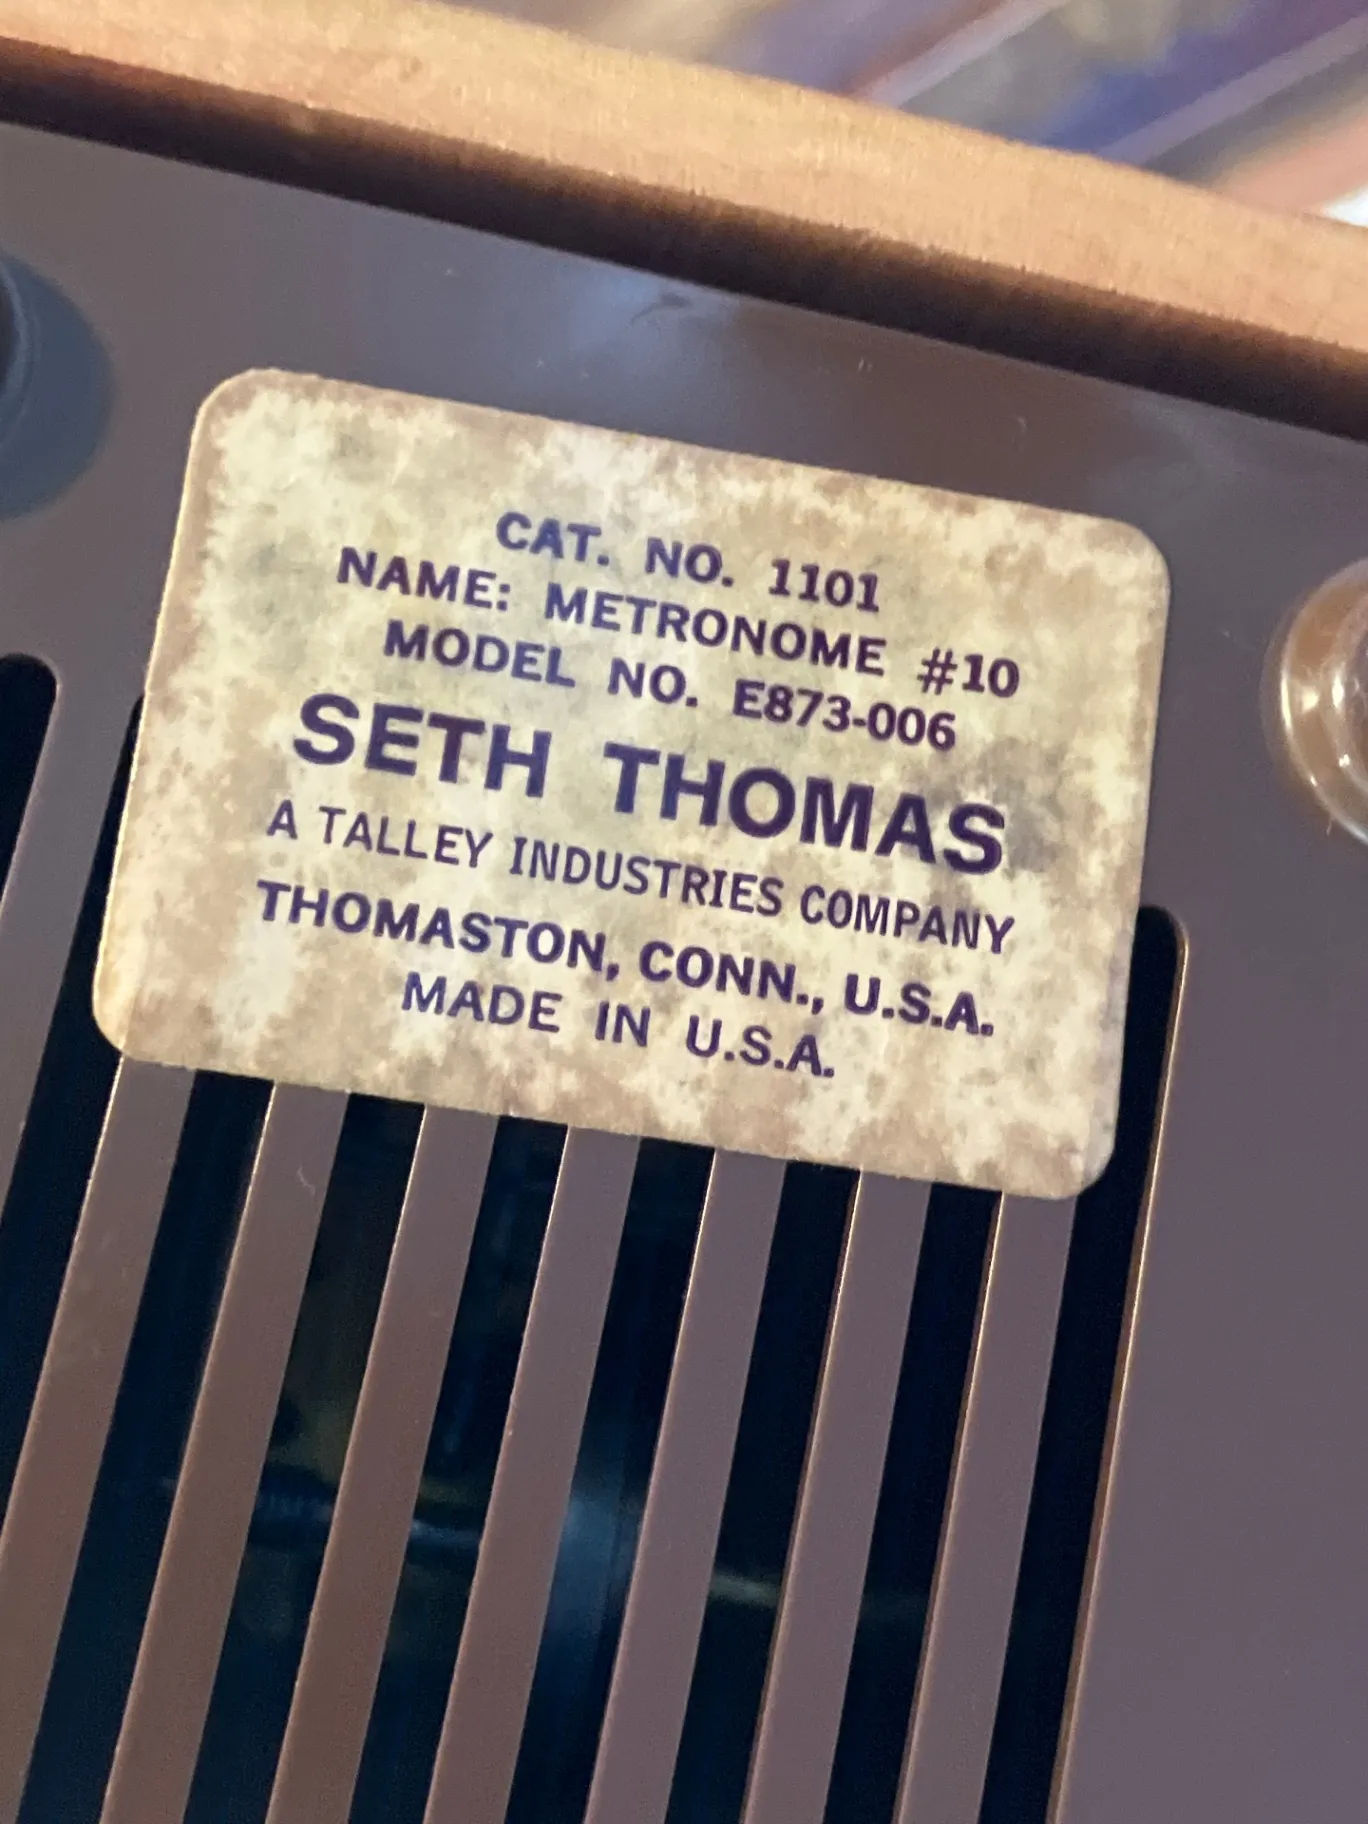 CAT. NO. 1101
NAME: METRONOME #10
MODEL NO. E873-006
SETH THOMAS
A TALLEY INDUSTRIES COMPANY
THOMASTON, CONN., U.S.A.
MADE IN U.S.A.